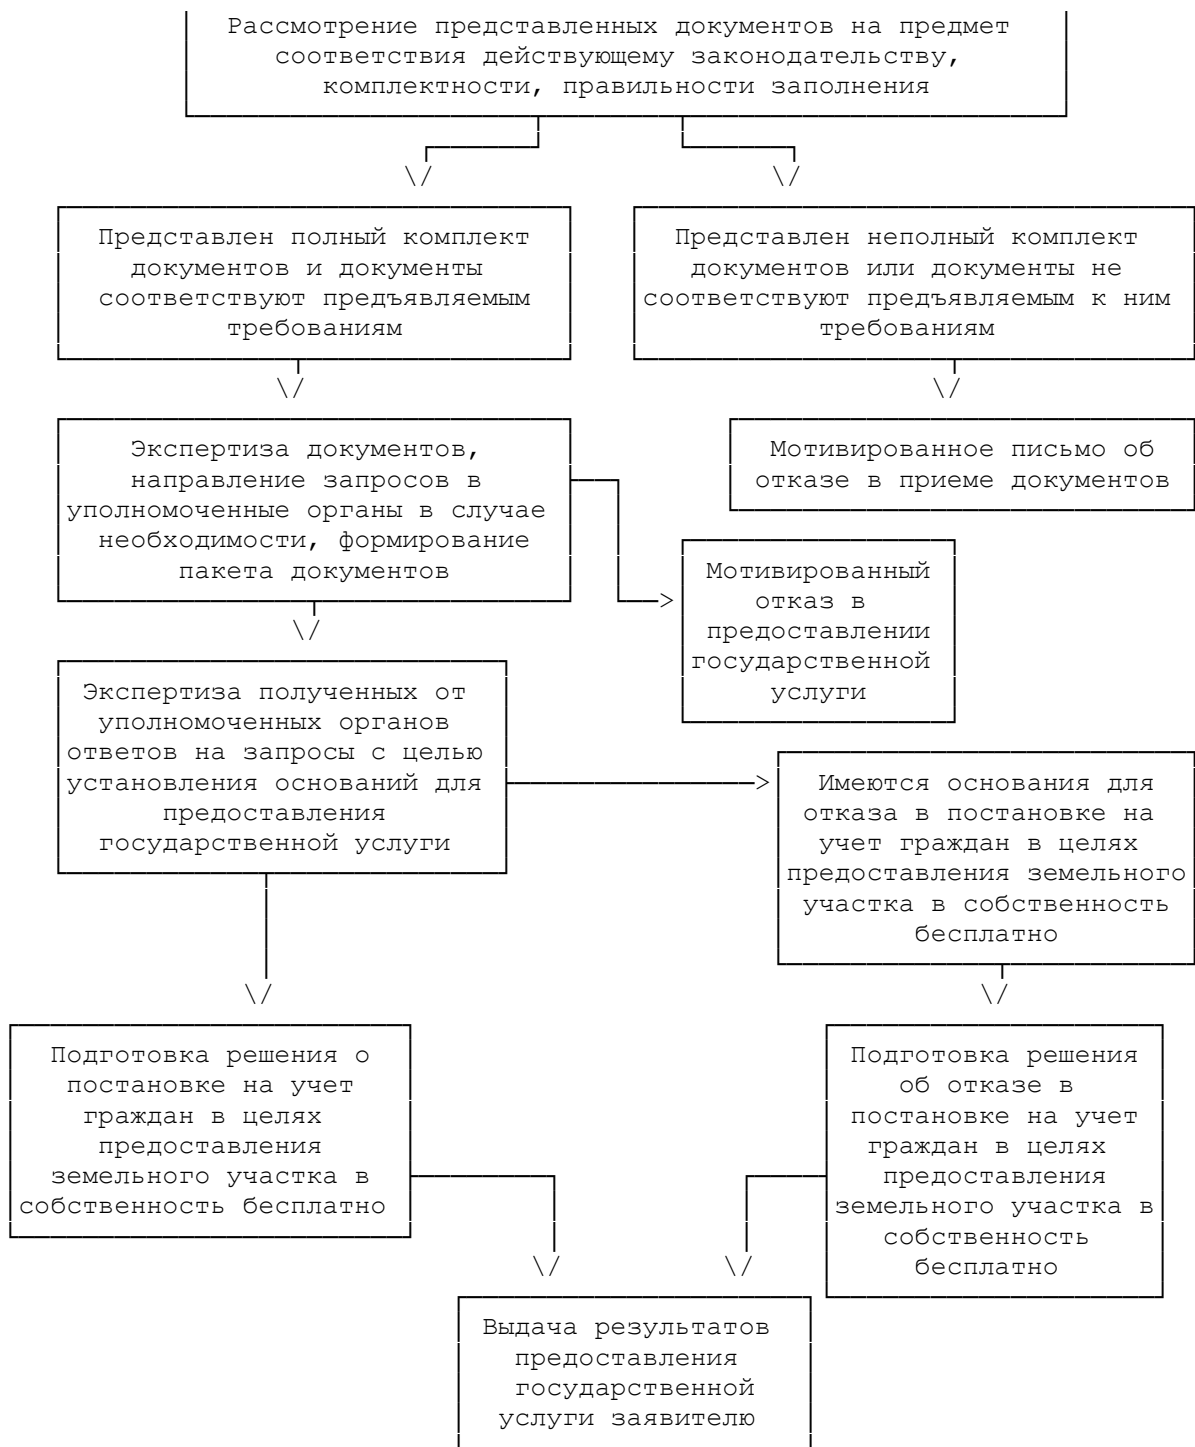 Рассмотрение представленных документов на предмет
соответствия действующему законодательству,
комплектности, правильности заполнения
Представлен полный комплект
документов и документы
соответствуют предъявляемым
требованиям
Представлен неполный комплект
документов или документы не
соответствуют предъявляемым к ним
требованиям
Экспертиза документов,
направление запросов в
уполномоченные органы в случае
необходимости, формирование
пакета документов
Мотивированное письмо об
отказе в приеме документов
Мотивированный
отказ в
предоставлении
государственной
услуги
Экспертиза полученных от
уполномоченных органов
ответов на запросы с целью
установления оснований для
предоставления
государственной услуги
Имеются основания для
отказа в постановке на
учет граждан в целях
предоставления земельного
участка в собственность
бесплатно
Подготовка решения о
постановке на учет
граждан в целях
предоставления
земельного участка в
собственность бесплатно
Подготовка решения
об отказе в
постановке на учет
граждан в целях
предоставления
земельного участка в
собственность
бесплатно
Выдача результатов
предоставления
государственной
услуги заявителю